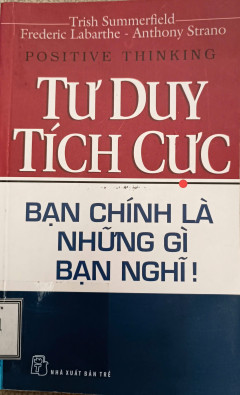 Trish Summerfield
Frederic Labarthe - Anthony Strano
POSITIVE THINKING
TƯ DUY
TÍCH CỰC
BẠN CHÍNH LÀ
NHỮNG GÌ
BẠN NGHĨ!
NHÀ XUẤT BẢN TRẺ